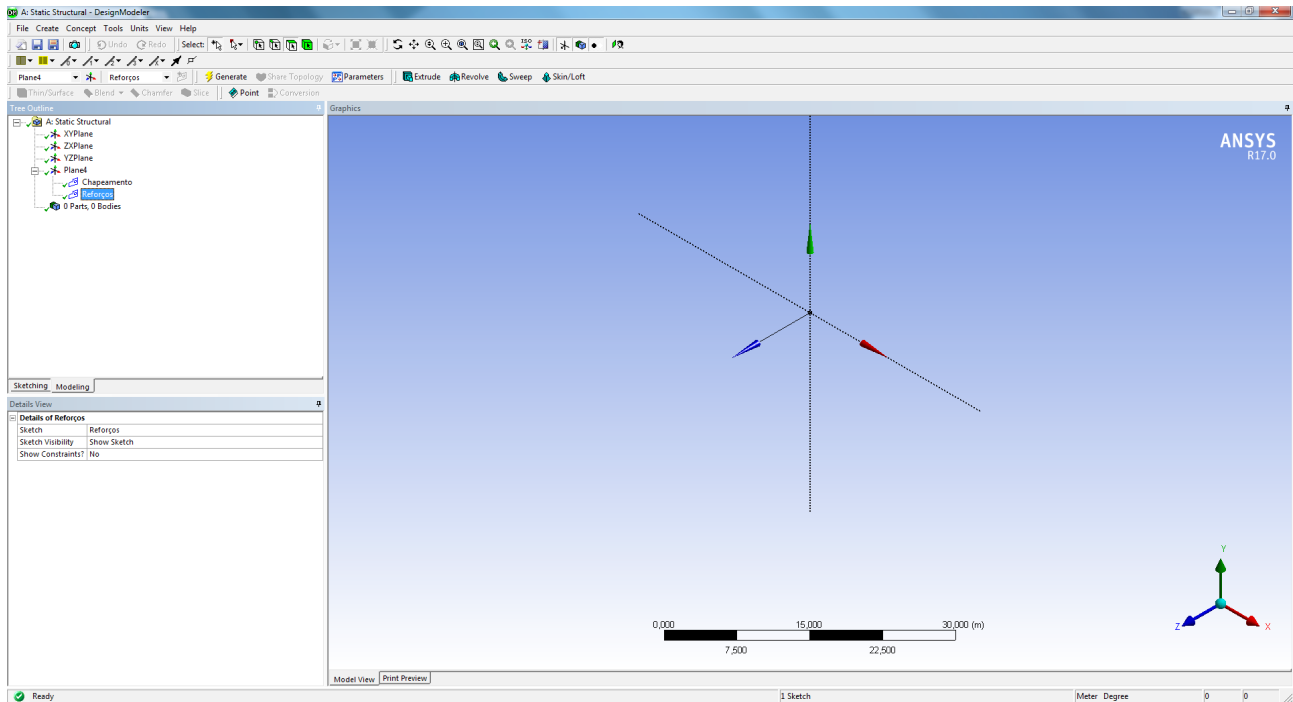 A: Static Structural - DesignModeler
File Create Concept Tools Units View Help
Undo Redo Select:
Plane4 Reforços Generate Share Topology Parameters Extrude Revolve Sweep Skin/Loft
Thin/Surface Blend Chamfer Slice Point Conversion
Tree Outline
A: Static Structural
XYPlane
ZXPlane
YZPlane
Plane4
Chapeamento
Reforços
0 Parts, 0 Bodies
Sketching Modeling
Details View
Details of Reforços
Sketch Reforços
Sketch Visibility Show Sketch
Show Constraints? No
Graphics
ANSYS
R17.0
0,000 15,000 30,000 (m)
7,500 22,500
Y
Z X
Model View Print Preview
Ready 1 Sketch Meter Degree 0 0